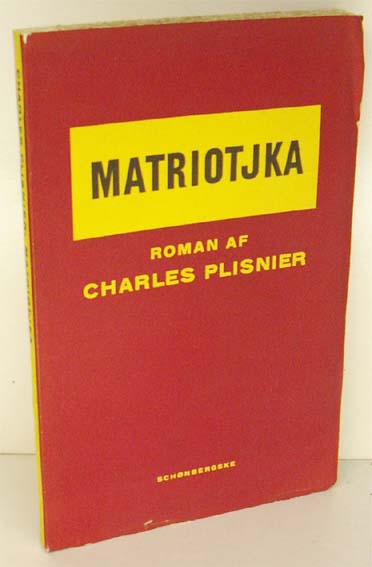 MATRIOTJKA
ROMAN AF
CHARLES PLISNIER
SCHØNBERGSKE